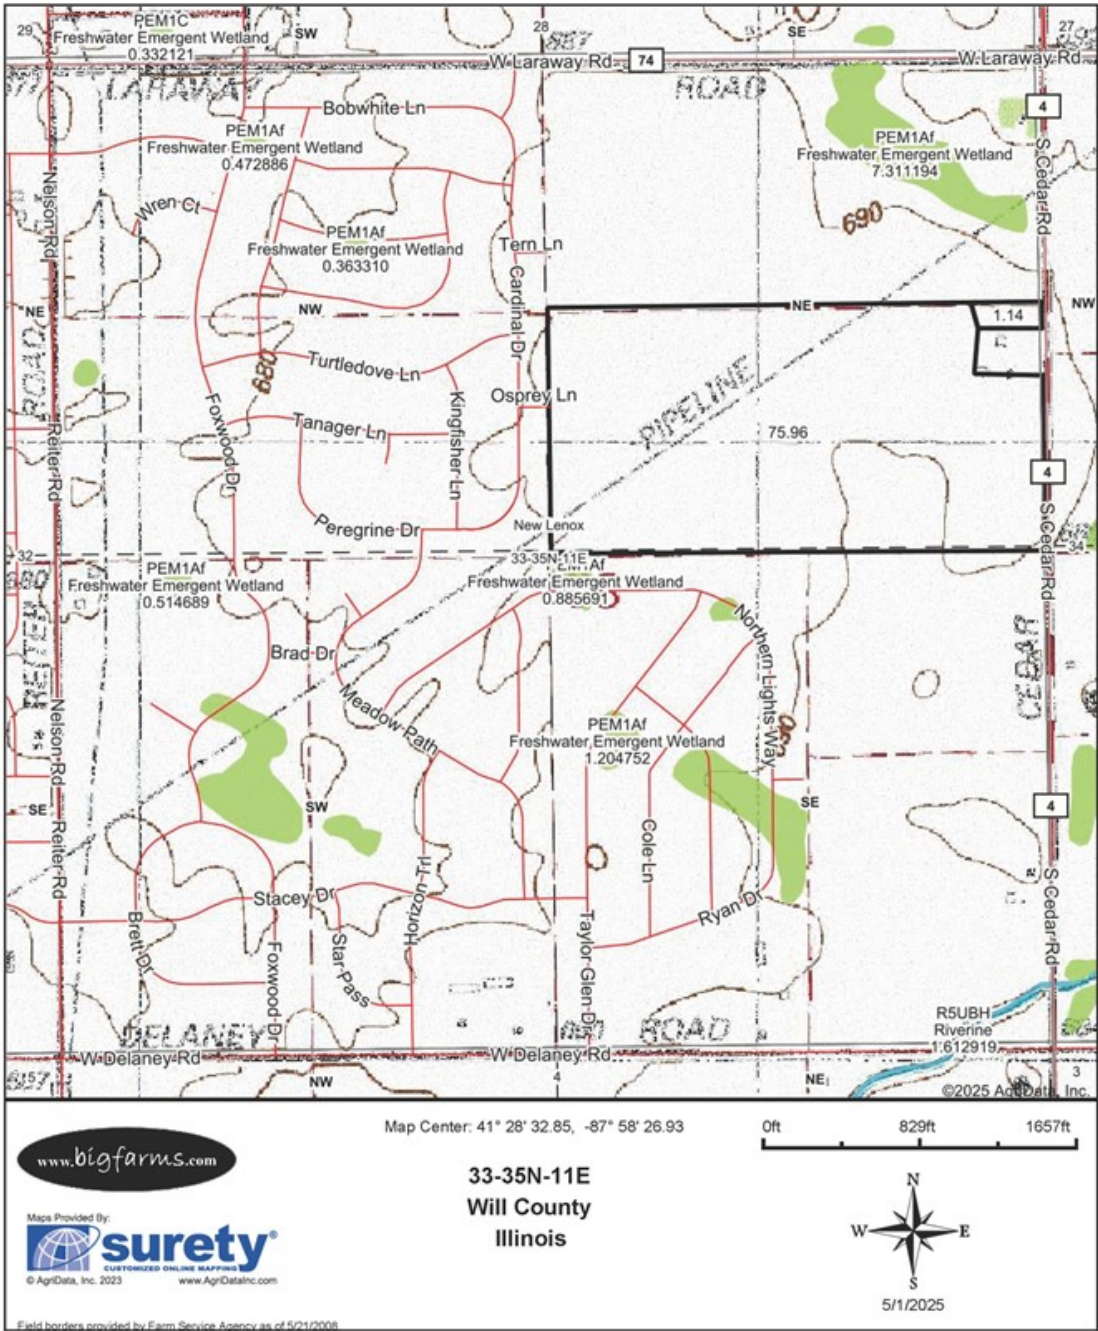 29
PEM1C
Freshwater Emergent Wetland
0.332121
SW
28
887
SE
27
W Laraway Rd
74
W Laraway Rd
ROAD
4
Bobwhite Ln
PEM1Af
Freshwater Emergent Wetland
0.472886
PEM1Af
Freshwater Emergent Wetland
7.311194
S Cedar Rd
Nelson Rd
Wren Ct
690
PEM1Af
Freshwater Emergent Wetland
0.363310
Tern Ln
Cardinal Dr
NE
NW
NE
1.14
NW
ROAD
680
Turtledove Ln
PIPELINE
Osprey Ln
Foxwood Dr
Kingfisher Ln
Tanager Ln
75.96
Reiter Rd
4
Peregrine Dr
New Lenox
S Cedar Rd
32
33-35N-11E
34
PEM1Af
Freshwater Emergent Wetland
0.514689
PEM1Af
Freshwater Emergent Wetland
0.885691
Northern Lights Way
CEDAR
Brad Dr
Meadow Path
Nelson Rd
PEM1Af
Freshwater Emergent Wetland
1.204752
690
SE
SW
SE
4
Reiter Rd
Cole Ln
S Cedar Rd
Stacey Dr
Horizon Trl
Ryan Dr
Brett Dr
Foxwood Dr
Star Pass
Taylor Glen Dr
R5UBH
Riverine
1.612919
DELANEY
ROAD
W Delaney Rd
W Delaney Rd
NW
4
NE
3
©2025 AgriData, Inc.
www.bigfarms.com
Map Center: 41° 28' 32.85, -87° 58' 26.93
0ft
829ft
1657ft
33-35N-11E
Will County
Illinois
Maps Provided By:
surety®
CUSTOMIZED ONLINE MAPPING
© AgriData, Inc. 2023
www.AgriDataInc.com
N
W
E
S
5/1/2025
Field borders provided by Farm Service Agency as of 5/21/2008.